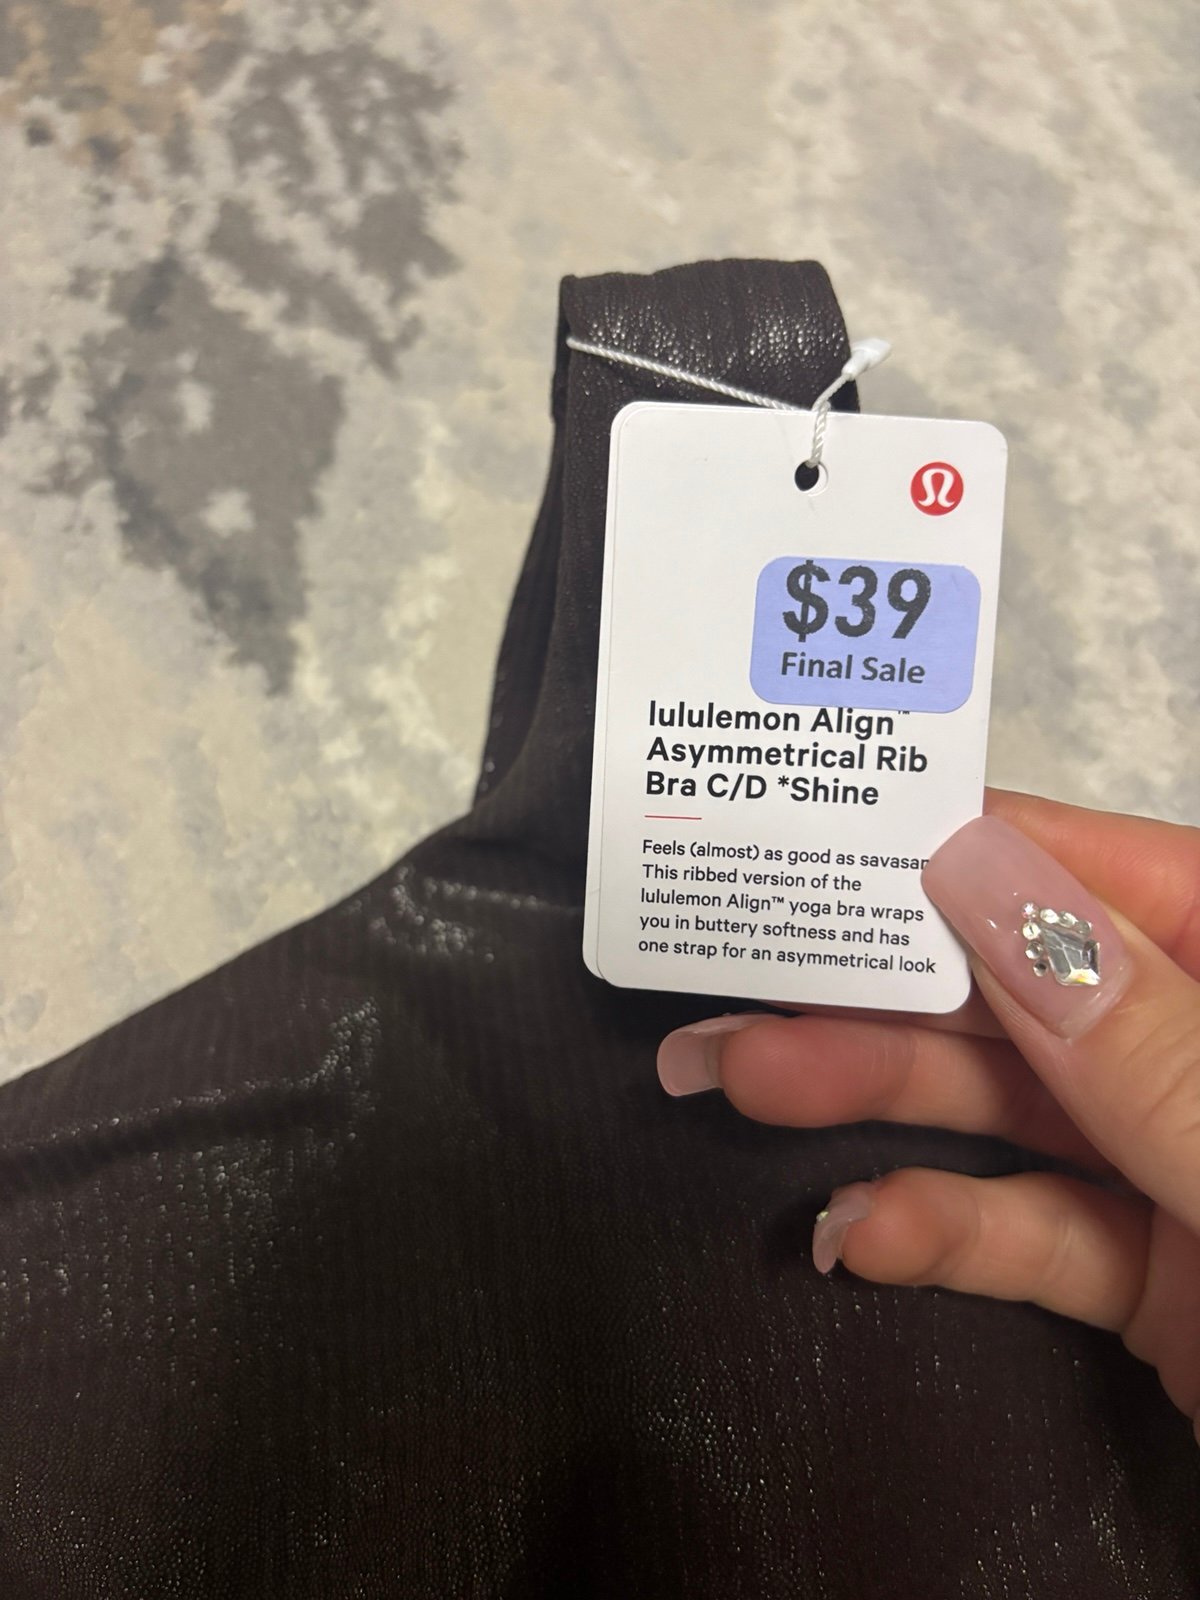 $39
Final Sale
lululemon Align™
Asymmetrical Rib
Bra C/D *Shine
Feels (almost) as good as
This ribbed version of the
lululemon Align™ yoga bra wraps
you in buttery softness and has
one strap for an asymmetrical look